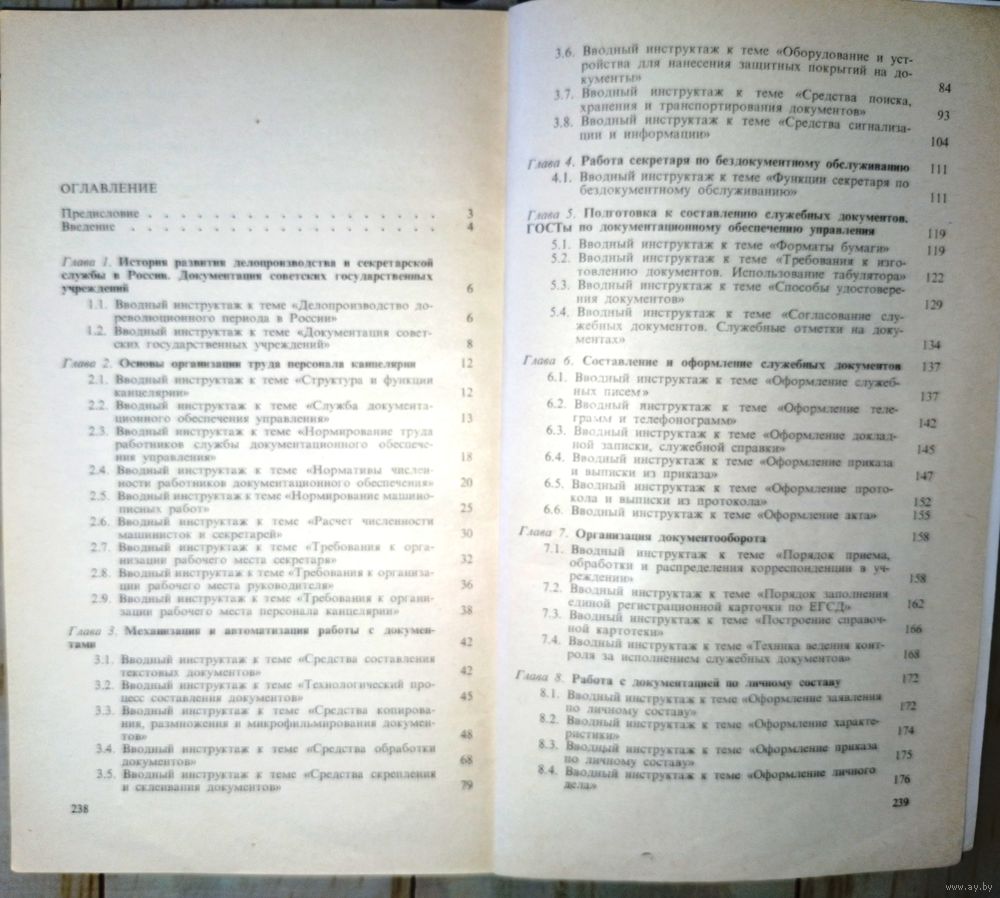 ОГЛАВЛЕНИЕ
Предисловие . . . . . . . . . . . . . . . . . 3
Введение . . . . . . . . . . . . . . . . . . 4
Глава 1. История развития делопроизводства и секретарской
службы в России. Документация советских государственных
учреждений 6
1.1. Вводный инструктаж к теме «Делопроизводство до-
революционного периода в России» 6
1.2. Вводный инструктаж к теме «Документация совет-
ских государственных учреждений» 8
Глава 2. Основы организации труда персонала канцелярии 12
2.1. Вводный инструктаж к теме «Структура и функции
канцелярии» 12
2.2. Вводный инструктаж к теме «Служба документа-
ционного обеспечения управления» 13
2.3. Вводный инструктаж к теме «Нормирование труда
работников службы документационного обеспече-
ния управления» 18
2.4. Вводный инструктаж к теме «Нормативы числен-
ности работников документационного обеспечения» 20
2.5. Вводный инструктаж к теме «Нормирование машино-
писных работ» 25
2.6. Вводный инструктаж к теме «Расчет численности
машинисток и секретарей» 30
2.7. Вводный инструктаж к теме «Требования к орга-
низации рабочего места секретаря» 32
2.8. Вводный инструктаж к теме «Требования к организа-
ции рабочего места руководителя» 36
2.9. Вводный инструктаж к теме «Требования к органи-
зации рабочего места персонала канцелярии» 38
Глава 3. Механизация и автоматизация работы с докумен-
тами 42
3.1. Вводный инструктаж к теме «Средства составления
текстовых документов» 42
3.2. Вводный инструктаж к теме «Технологический про-
цесс составления документов» 45
3.3. Вводный инструктаж к теме «Средства копирова-
ния, размножения и микрофильмирования докумен-
тов» 48
3.4. Вводный инструктаж к теме «Средства обработки
документов» 68
3.5. Вводный инструктаж к теме «Средства скрепления
и склеивания документов» 79
238
3.6. Вводный инструктаж к теме «Оборудование и уст-
ройства для нанесения защитных покрытий на до-
кументы» 84
3.7. Вводный инструктаж к теме «Средства поиска,
хранения и транспортирования документов» 93
3.8. Вводный инструктаж к теме «Средства сигнализа-
ции и информации» 104
Глава 4. Работа секретаря по бездокументному обслуживанию 111
4.1. Вводный инструктаж к теме «Функции секретаря по
бездокументному обслуживанию» 111
Глава 5. Подготовка к составлению служебных документов.
ГОСТы по документационному обеспечению управления 119
5.1. Вводный инструктаж к теме «Форматы бумаги» 119
5.2. Вводный инструктаж к теме «Требования к изго-
товлению документов. Использование табулятора» 122
5.3. Вводный инструктаж к теме «Способы удостовере-
ния документов» 129
5.4. Вводный инструктаж к теме «Согласование слу-
жебных документов. Служебные отметки на доку-
ментах» 134
Глава 6. Составление и оформление служебных документов 137
6.1. Вводный инструктаж к теме «Оформление служеб-
ных писем» 137
6.2. Вводный инструктаж к теме «Оформление теле-
грамм и телефонограмм» 142
6.3. Вводный инструктаж к теме «Оформление доклад-
ной записки, служебной справки» 145
6.4. Вводный инструктаж к теме «Оформление приказа
и выписки из приказа» 147
6.5. Вводный инструктаж к теме «Оформление прото-
кола и выписки из протокола» 152
6.6. Вводный инструктаж к теме «Оформление акта» 155
Глава 7. Организация документооборота 158
7.1. Вводный инструктаж к теме «Порядок приема,
обработки и распределения корреспонденции в уч-
реждении» 158
7.2. Вводный инструктаж к теме «Порядок заполнения
единой регистрационной карточки по ЕГСД» 162
7.3. Вводный инструктаж к теме «Построение справоч-
ной картотеки» 166
7.4. Вводный инструктаж к теме «Техника ведения конт-
роля за исполнением служебных документов» 168
Глава 8. Работа с документацией по личному составу 172
8.1. Вводный инструктаж к теме «Оформление заявления
по личному составу» 172
8.2. Вводный инструктаж к теме «Оформление характе-
ристики» 174
8.3. Вводный инструктаж к теме «Оформление приказа
по личному составу» 175
8.4. Вводный инструктаж к теме «Оформление личного
дела» 176
239
www.ay.by